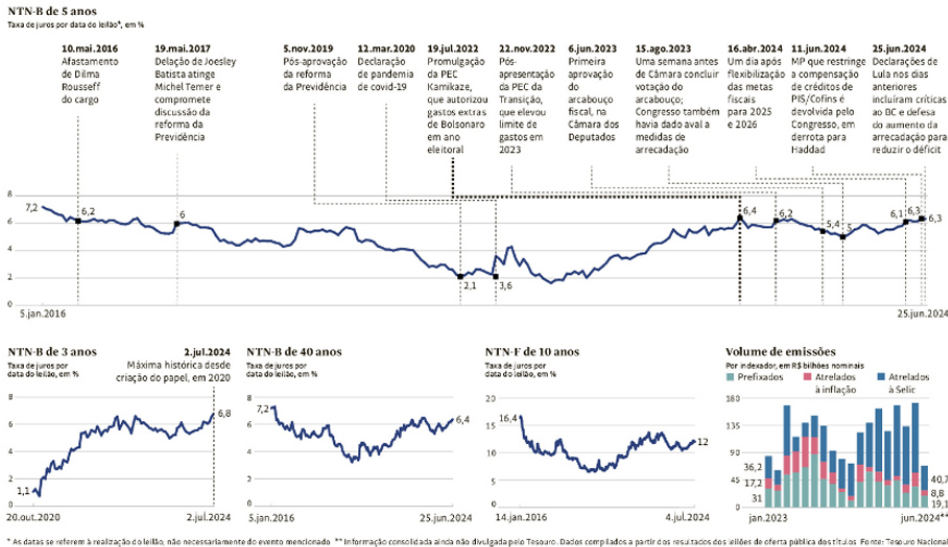 NTN-B de 5 anos
Taxa de juros por data do leilão*, em %
10.mai.2016
Afastamento
de Dilma
Rousseff
do cargo
19.mai.2017
Delação de Joesley
Batista atinge
Michel Temer e
compromete
discussão da
reforma da
Previdência
5.nov.2019
Pós-aprovação
da reforma
da Previdência
12.mar.2020
Declaração
de pandemia
de covid-19
19.jul.2022
Promulgação
da PEC
Kamikaze,
que autorizou
gastos extras
de Bolsonaro
em ano
eleitoral
22.nov.2022
Pós-
apresentação
da PEC da
Transição,
que elevou
limite de
gastos em
2023
6.jun.2023
Primeira
aprovação
do
arcabouço
fiscal, na
Câmara dos
Deputados
15.ago.2023
Uma semana antes
de Câmara concluir
votação do
arcabouço;
Congresso também
havia dado aval a
medidas de
arrecadação
16.abr.2024
Um dia após
flexibilização
das metas
fiscais
para 2025
e 2026
11.jun.2024
MP que restringe
a compensação
de créditos de
PIS/Cofins é
devolvida pelo
Congresso, em
derrota para
Haddad
25.jun.2024
Declarações de
Lula nos dias
anteriores
incluíram críticas
ao BC e defesa
do aumento da
arrecadação para
reduzir o déficit
8
6
4
2
0
7,2
6,2
6
2,1
3,6
6,4
6,2
5,4
5
6,1
6,3
6,3
5.jan.2016
25.jun.2024
NTN-B de 3 anos
Taxa de juros por
data do leilão, em %
2.jul.2024
Máxima histórica desde
criação do papel, em 2020
8
6
4
2
0
1,1
6,8
20.out.2020
2.jul.2024
NTN-B de 40 anos
Taxa de juros por
data do leilão, em %
8
6
4
2
0
7,2
6,4
5.jan.2016
25.jun.2024
NTN-F de 10 anos
Taxa de juros por
data do leilão, em %
20
15
10
5
0
16,4
12
14.jan.2016
4.jul.2024
Volume de emissões
Por indexador, em R$ bilhões nominais
Prefixados
Atrelados
à inflação
Atrelados
à Selic
180
135
90
45
0
36,2
17,2
31
40,7
8,8
19,1
jan.2023
jun.2024**
* As datas se referem à realização do leilão, não necessariamente do evento mencionado ** Informação consolidada ainda não divulgada pelo Tesouro. Dados compilados a partir dos resultados dos leilões de oferta pública dos títulos Fonte: Tesouro Nacional